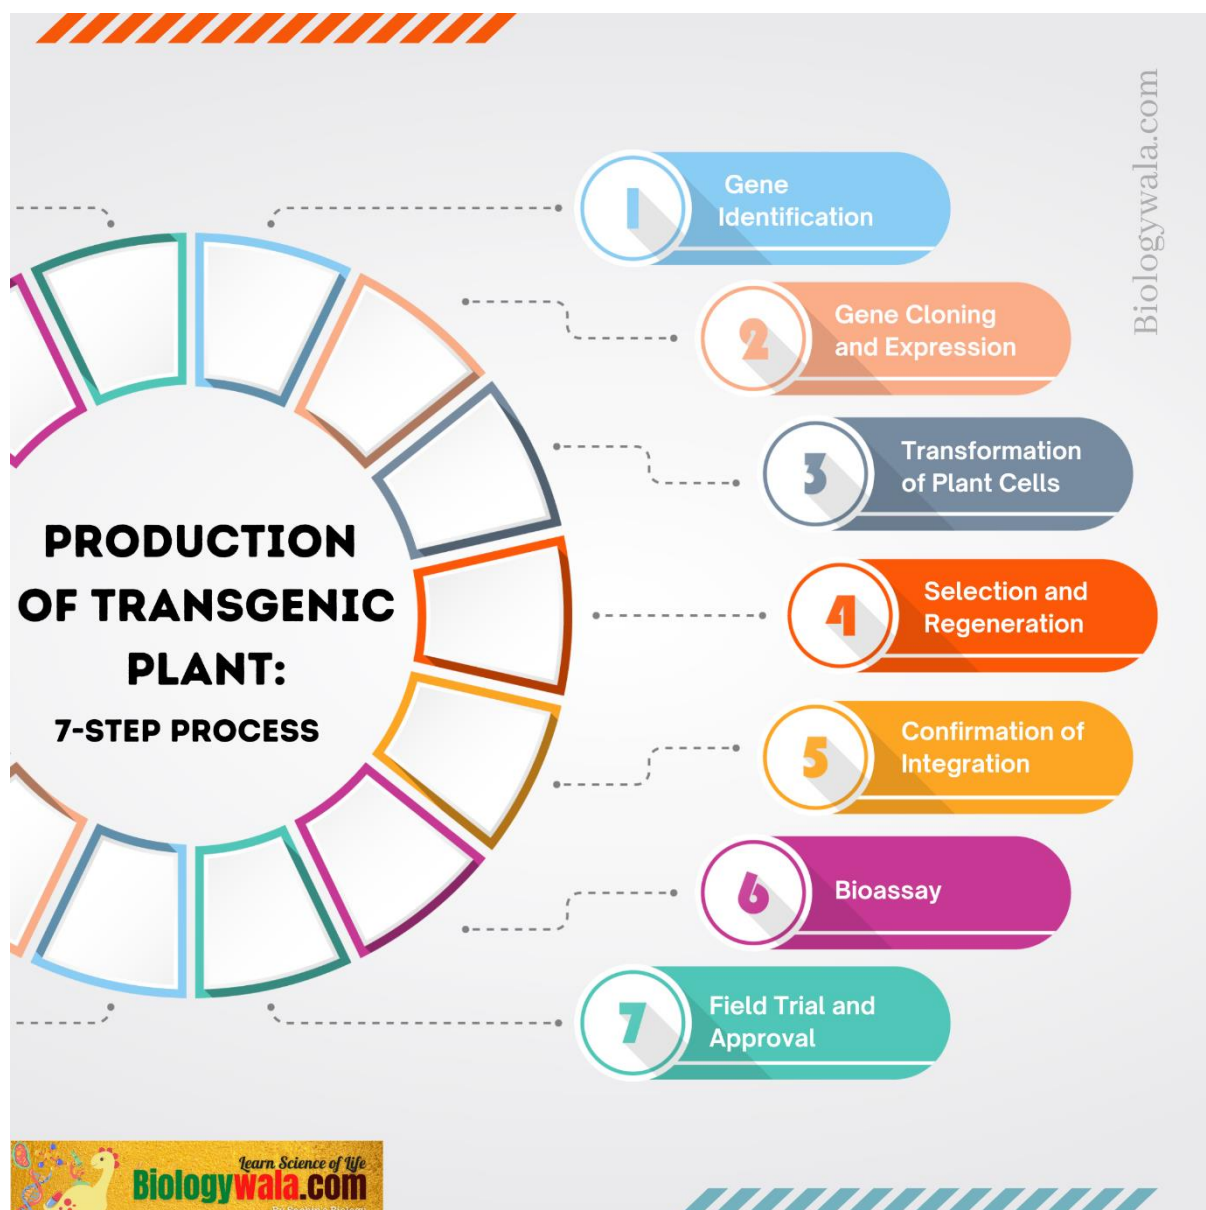 Biologywala.com
PRODUCTION
OF TRANSGENIC
PLANT:
7-STEP PROCESS
1
Gene
Identification
2
Gene Cloning
and Expression
3
Transformation
of Plant Cells
4
Selection and
Regeneration
5
Confirmation of
Integration
6
Bioassay
7
Field Trial and
Approval
Learn Science of Life
Biologywala.com